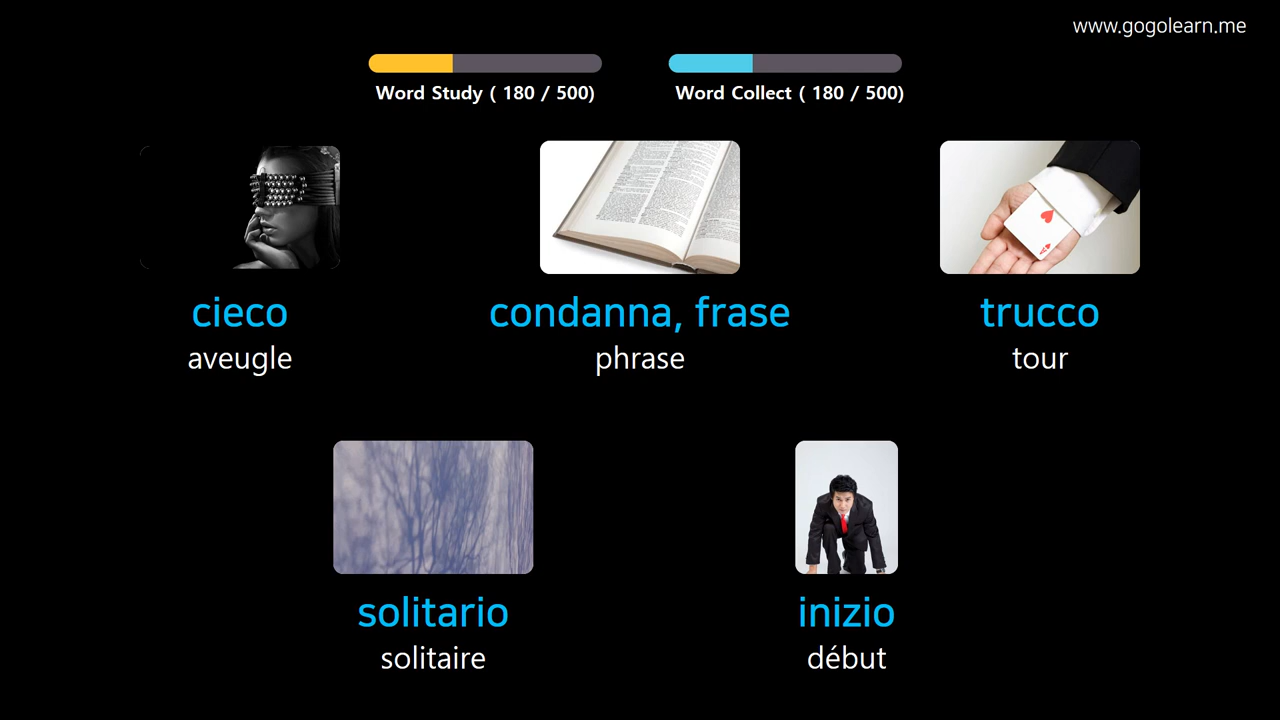 www.gogolearn.me
Word Study ( 180 / 500)
Word Collect ( 180 / 500)
cieco
aveugle
condanna, frase
phrase
trucco
tour
solitario
solitaire
inizio
début